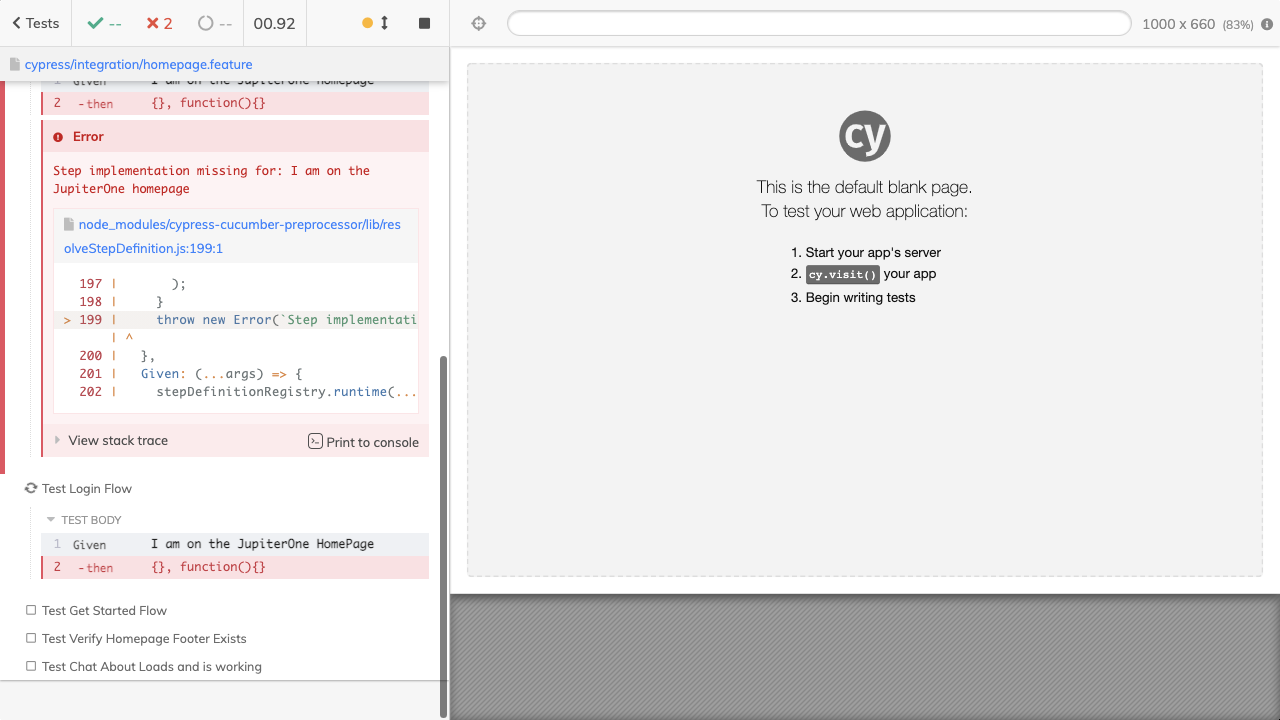 Tests
--
2
--
00.92
1000 x 660 (83%)
cypress/integration/homepage.feature
1 Given I am on the JupiterOne homepage
2 -then {}, function(){}
Error
Step implementation missing for: I am on the
JupiterOne homepage
node_modules/cypress-cucumber-preprocessor/lib/res
olveStepDefinition.js:199:1
197 | );
198 | }
> 199 | throw new Error(`Step implementati
| ^
200 | },
201 | Given: (...args) => {
202 | stepDefinitionRegistry.runtime(...
View stack trace
Print to console
Test Login Flow
TEST BODY
1 Given I am on the JupiterOne HomePage
2 -then {}, function(){}
Test Get Started Flow
Test Verify Homepage Footer Exists
Test Chat About Loads and is working
cy
This is the default blank page.
To test your web application:
1. Start your app's server
2. cy.visit() your app
3. Begin writing tests